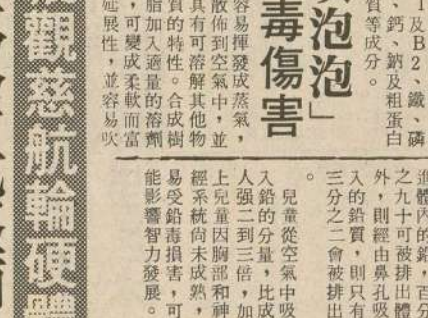 1及B2、鐵、磷
、鈣、鈉及粗蛋白
質等成分。
泡泡」
毒傷害
容易揮發成蒸氣，
散佈到空氣中，並
具有可溶解其他物
質的特性。合成樹
脂加入適量的溶劑
，可變成柔軟而富
延展性，並容易吹
進體內的鉛，百分
之九十可被排出體
外，則經由鼻孔吸
入的鉛質，則只有
三分之二會被排出
。
兒童從空氣中吸
入鉛的分量，比成
人强二到三倍，加
上兒童因胸部和神
經系統尚未成熟，
易受鉛毒損害，可
能影響智力發展。
觀慈航輪便